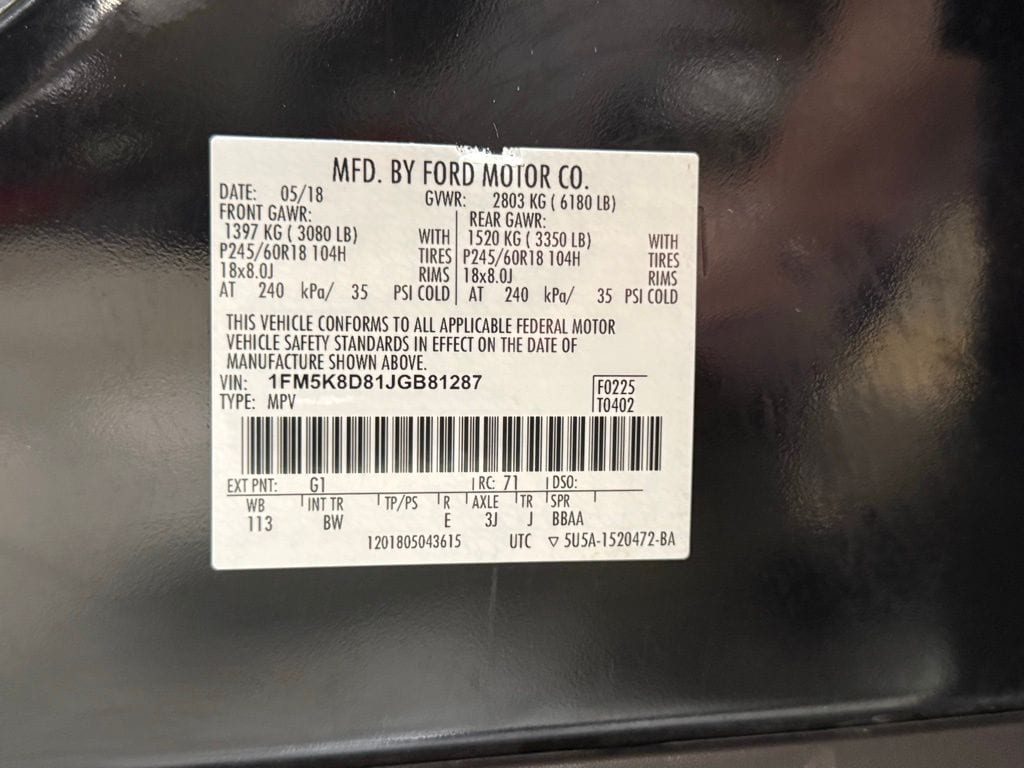 MFD. BY FORD MOTOR CO.
DATE: 05/18 GVWR: 2803 KG ( 6180 LB)
FRONT GAWR: REAR GAWR:
1397 KG ( 3080 LB) WITH 1520 KG ( 3350 LB) WITH
P245/60R18 104H TIRES P245/60R18 104H TIRES
18x8.0J RIMS 18x8.0J RIMS
AT 240 kPa/ 35 PSI COLD AT 240 kPa/ 35 PSI COLD
THIS VEHICLE CONFORMS TO ALL APPLICABLE FEDERAL MOTOR
VEHICLE SAFETY STANDARDS IN EFFECT ON THE DATE OF
MANUFACTURE SHOWN ABOVE.
VIN: 1FM5K8D81JGB81287 F0225
TYPE: MPV T0402
EXT PNT: G1 RC: 71 DSO:
WB INT TR TP/PS R AXLE TR SPR
113 BW E 3J J BBAA
1201805043615 UTC ▽ 5U5A-1520472-BA